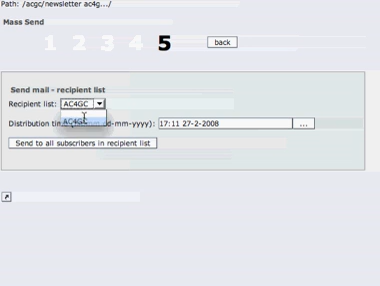 Path: /acgc/newsletter ac4g.../
Mass Send
1 2 3 4 5 back
Send mail - recipient list
Recipient list: AC4GC
AC4GC
Distribution dd-mm-yyyy): 17:11 27-2-2008 ...
Send to all subscribers in recipient list